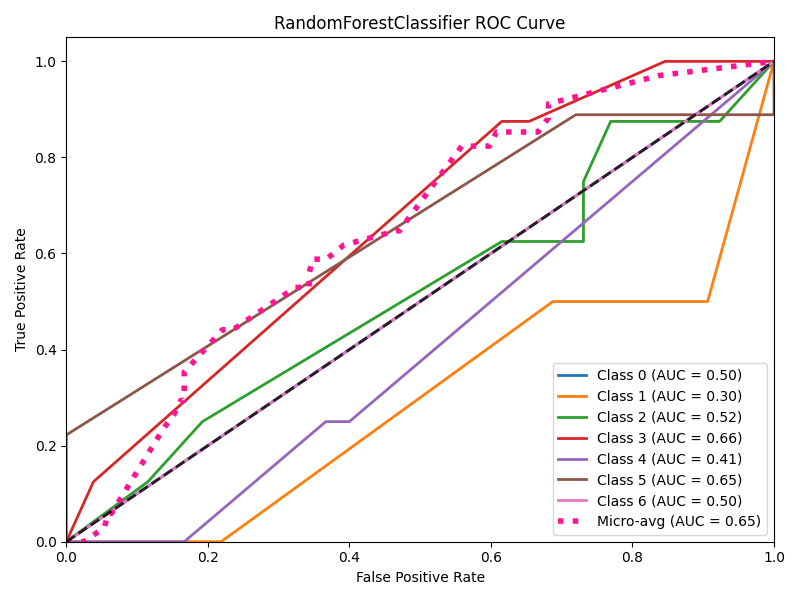 RandomForestClassifier ROC Curve
1.0
0.8
0.6
0.4
0.2
0.0
True Positive Rate
Class 0 (AUC = 0.50)
Class 1 (AUC = 0.30)
Class 2 (AUC = 0.52)
Class 3 (AUC = 0.66)
Class 4 (AUC = 0.41)
Class 5 (AUC = 0.65)
Class 6 (AUC = 0.50)
Micro-avg (AUC = 0.65)
0.0 0.2 0.4 0.6 0.8 1.0
False Positive Rate